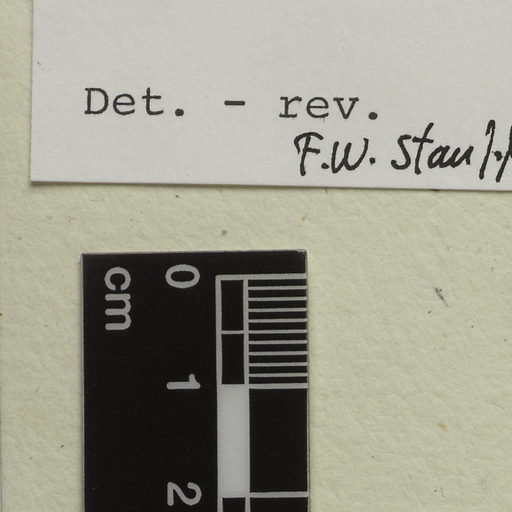 Det. - rev.
F.W.
cm
0
1
2